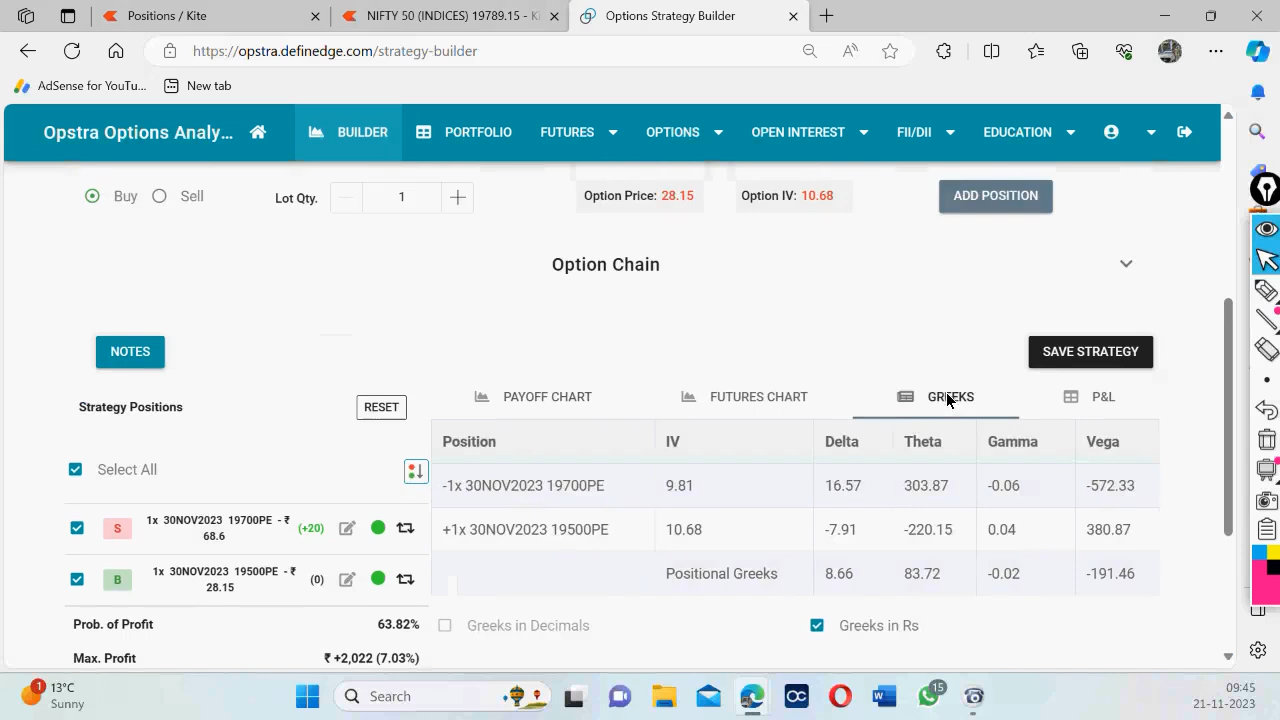 Positions / Kite
NIFTY 50 (INDICES) 19789.15 - Ki
Options Strategy Builder
https://opstra.definedge.com/strategy-builder
AdSense for YouTu...
New tab
Opstra Options Analy...
BUILDER
PORTFOLIO
FUTURES
OPTIONS
OPEN INTEREST
FII/DII
EDUCATION
Buy
Sell
Lot Qty.
1
Option Price: 28.15
Option IV: 10.68
ADD POSITION
Option Chain
NOTES
SAVE STRATEGY
Strategy Positions
RESET
PAYOFF CHART
FUTURES CHART
GREEKS
P&L
Position IV Delta Theta Gamma Vega
-1x 30NOV2023 19700PE 9.81 16.57 303.87 -0.06 -572.33
+1x 30NOV2023 19500PE 10.68 -7.91 -220.15 0.04 380.87
Positional Greeks 8.66 83.72 -0.02 -191.46
Select All
S 1x 30NOV2023 19700PE - ₹ (+20)
68.6
B 1x 30NOV2023 19500PE - ₹ (0)
28.15
Prob. of Profit 63.82%
Greeks in Decimals
Greeks in Rs
Max. Profit ₹ +2,022 (7.03%)
1
13°C
Sunny
Search
15
09:45
21-11-2023